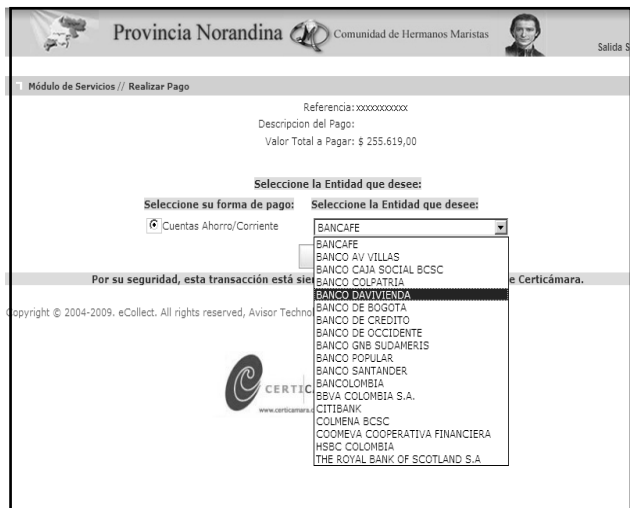 Provincia Norandina
Comunidad de Hermanos Maristas
Salida S
Módulo de Servicios // Realizar Pago
Referencia: xxxxxxxxxxx
Descripcion del Pago:
Valor Total a Pagar: $ 255.619,00
Seleccione la Entidad que desee:
Seleccione su forma de pago: Seleccione la Entidad que desee:
Cuentas Ahorro/Corriente BANCAFE
BANCAFE
BANCO AV VILLAS
BANCO CAJA SOCIAL BCSC
BANCO COLPATRIA
BANCO DAVIVIENDA
BANCO DE BOGOTA
BANCO DE CREDITO
BANCO DE OCCIDENTE
BANCO GNB SUDAMERIS
BANCO POPULAR
BANCO SANTANDER
BANCOLOMBIA
BBVA COLOMBIA S.A.
CITIBANK
COLMENA BCSC
COOMEVA COOPERATIVA FINANCIERA
HSBC COLOMBIA
THE ROYAL BANK OF SCOTLAND S.A
Por su seguridad, esta transacción está sie e Certicámara.
opyright © 2004-2009. eCollect. All rights reserved, Avisor Technol
CERTIC
www.certicamara.c